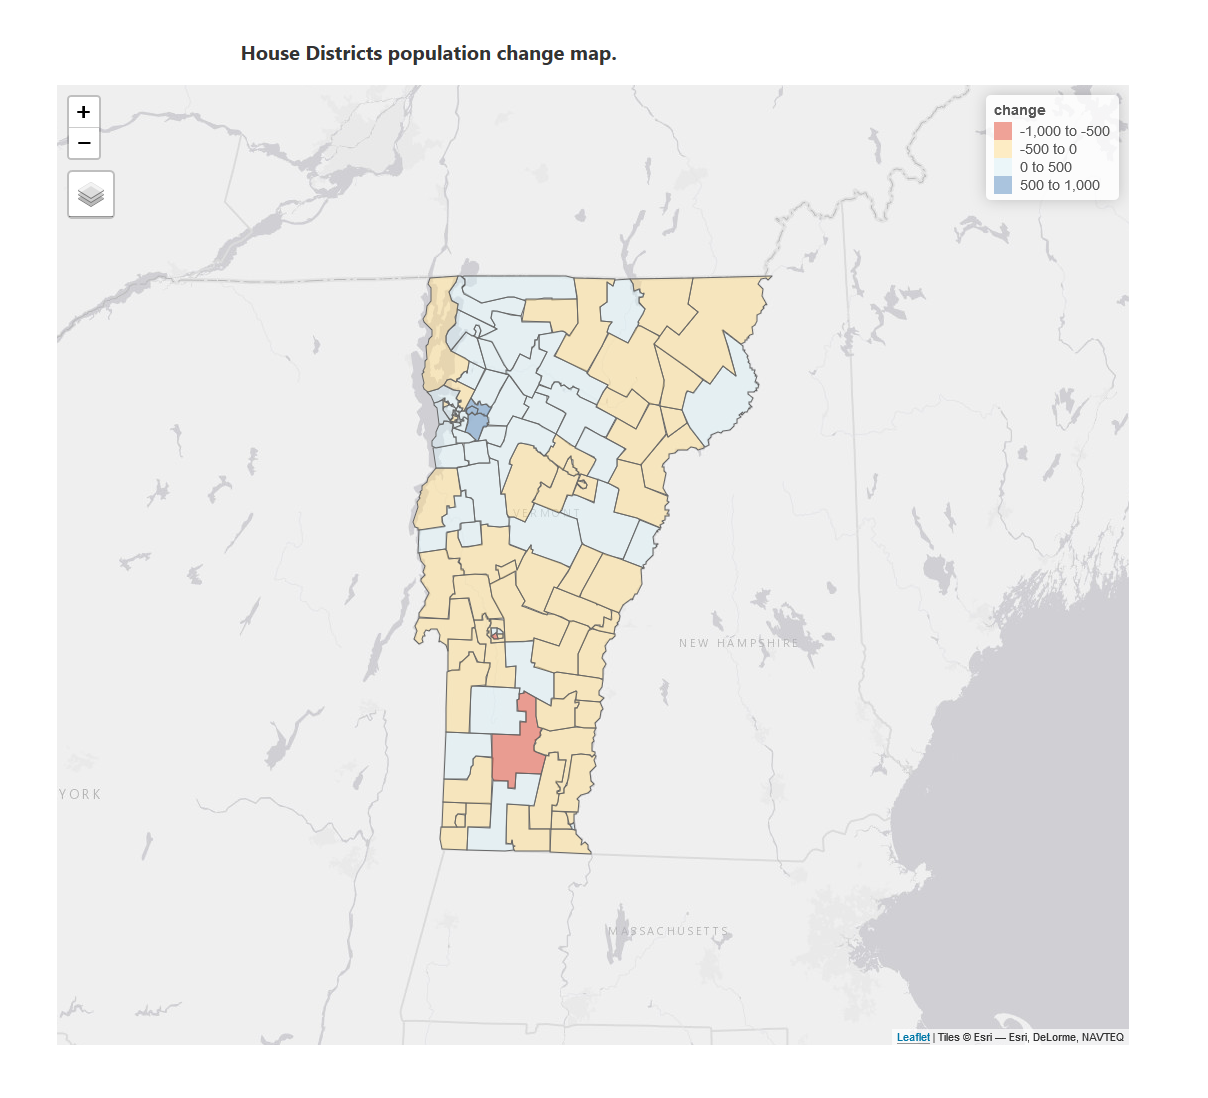 House Districts population change map.
+
−
change
-1,000 to -500
-500 to 0
0 to 500
500 to 1,000
VERMONT
NEW HAMPSHIRE
YORK
MASSACHUSETTS
Leaflet | Tiles © Esri — Esri, DeLorme, NAVTEQ